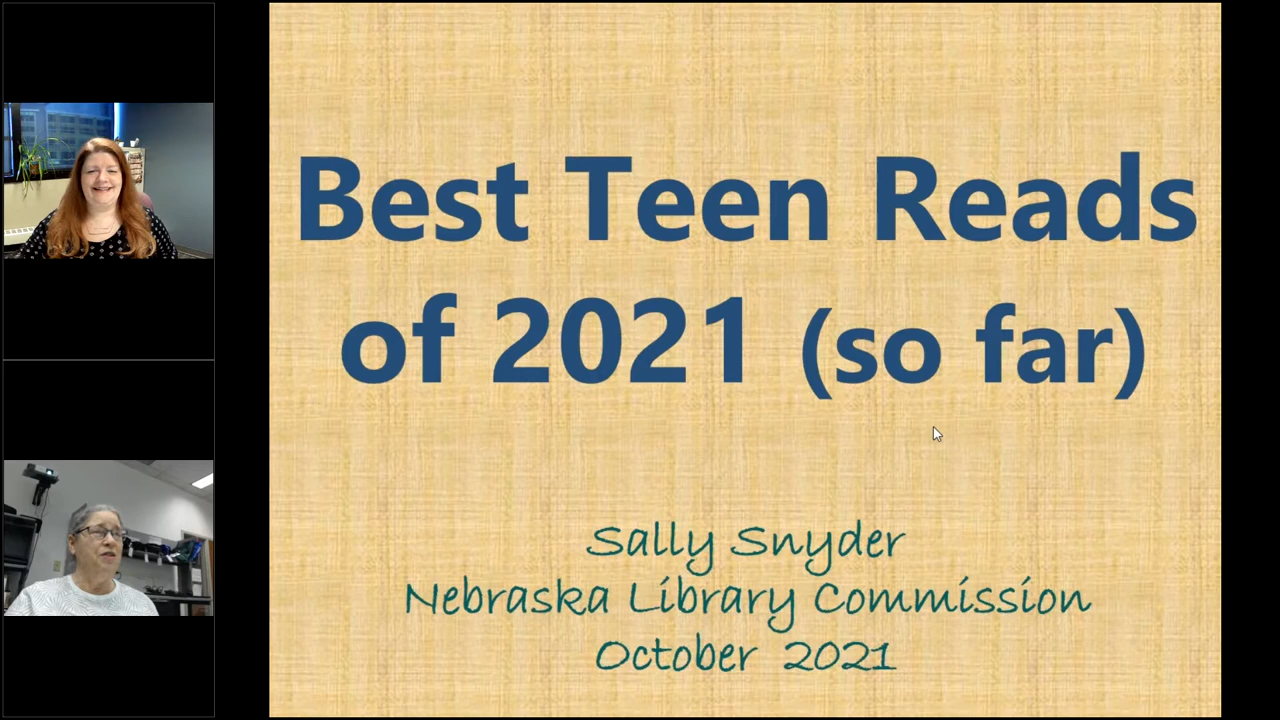 Best Teen Reads
of 2021 (so far)
Sally Snyder
Nebraska Library Commission
October 2021